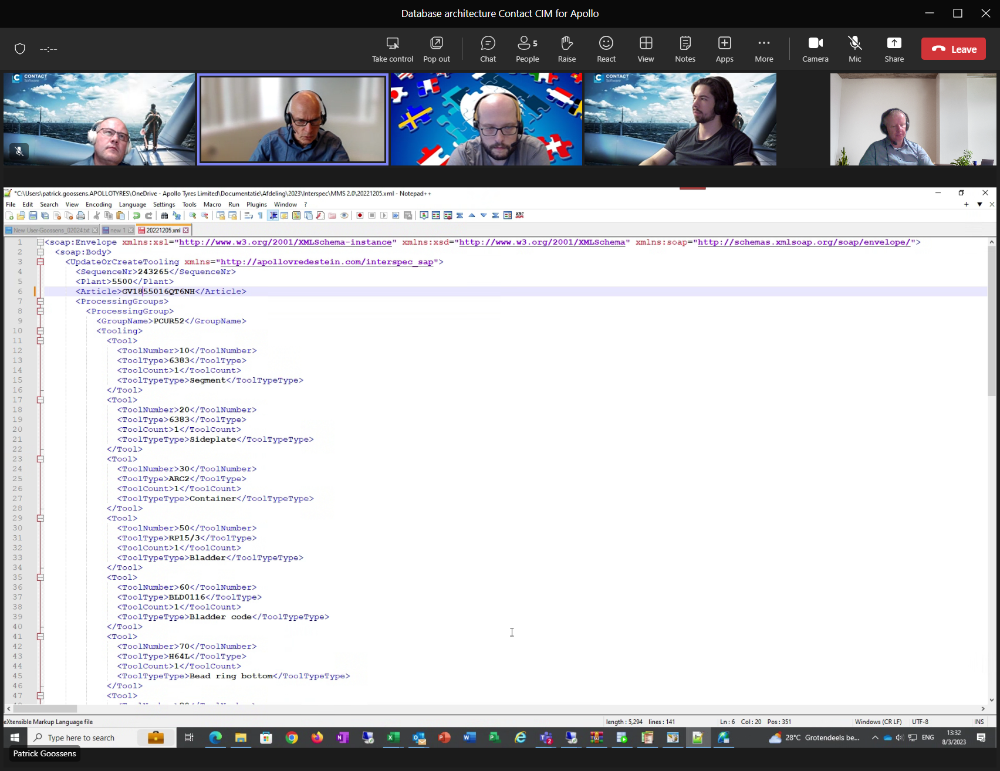 Database architecture Contact CIM for Apollo
--:--
Take control
Pop out
Chat
5
People
Raise
React
View
Notes
Apps
More
Camera
Mic
Share
Leave
CONTACT
Software
CONTACT
Software
*C:\Users\patrick.goossens.APOLLOTYRES\OneDrive - Apollo Tyres Limited\Documentatie\Afdeling\2023\Interspec\MMS 2.0\20221205.xml - Notepad++
File Edit Search View Encoding Language Settings Tools Macro Run Plugins Window ?
New User-Goossens_02024.txt new 1 20221205.xml
1 <soap:Envelope xmlns:xsl="http://www.w3.org/2001/XMLSchema-instance" xmlns:xsd="http://www.w3.org/2001/XMLSchema" xmlns:soap="http://schemas.xmlsoap.org/soap/envelope/">
2 <soap:Body>
3 <UpdateOrCreateTooling xmlns="http://apollovredestein.com/interspec_sap">
4 <SequenceNr>243265</SequenceNr>
5 <Plant>5500</Plant>
6 <Article>GV1855016QT6NH</Article>
7 <ProcessingGroups>
8 <ProcessingGroup>
9 <GroupName>PCUR52</GroupName>
10 <Tooling>
11 <Tool>
12 <ToolNumber>10</ToolNumber>
13 <ToolType>6383</ToolType>
14 <ToolCount>1</ToolCount>
15 <ToolTypeType>Segment</ToolTypeType>
16 </Tool>
17 <Tool>
18 <ToolNumber>20</ToolNumber>
19 <ToolType>6383</ToolType>
20 <ToolCount>1</ToolCount>
21 <ToolTypeType>Sideplate</ToolTypeType>
22 </Tool>
23 <Tool>
24 <ToolNumber>30</ToolNumber>
25 <ToolType>ARC2</ToolType>
26 <ToolCount>1</ToolCount>
27 <ToolTypeType>Container</ToolTypeType>
28 </Tool>
29 <Tool>
30 <ToolNumber>50</ToolNumber>
31 <ToolType>RP15/3</ToolType>
32 <ToolCount>1</ToolCount>
33 <ToolTypeType>Bladder</ToolTypeType>
34 </Tool>
35 <Tool>
36 <ToolNumber>60</ToolNumber>
37 <ToolType>BLD0116</ToolType>
38 <ToolCount>1</ToolCount>
39 <ToolTypeType>Bladder code</ToolTypeType>
40 </Tool>
41 <Tool>
42 <ToolNumber>70</ToolNumber>
43 <ToolType>H64L</ToolType>
44 <ToolCount>1</ToolCount>
45 <ToolTypeType>Bead ring bottom</ToolTypeType>
46 </Tool>
47 <Tool>
eXtensible Markup Language file length : 5,294 lines : 141 Ln : 6 Col : 20 Pos : 351 Windows (CR LF) UTF-8 INS
Type here to search
28°C Grotendeels be...
ENG
13:32
8/3/2023
Patrick Goossens